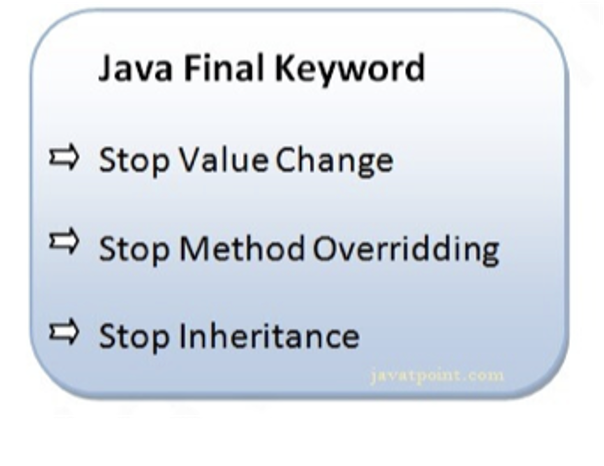 Java Final Keyword
Stop Value Change
Stop Method Overridding
Stop Inheritance
javatpoint.com